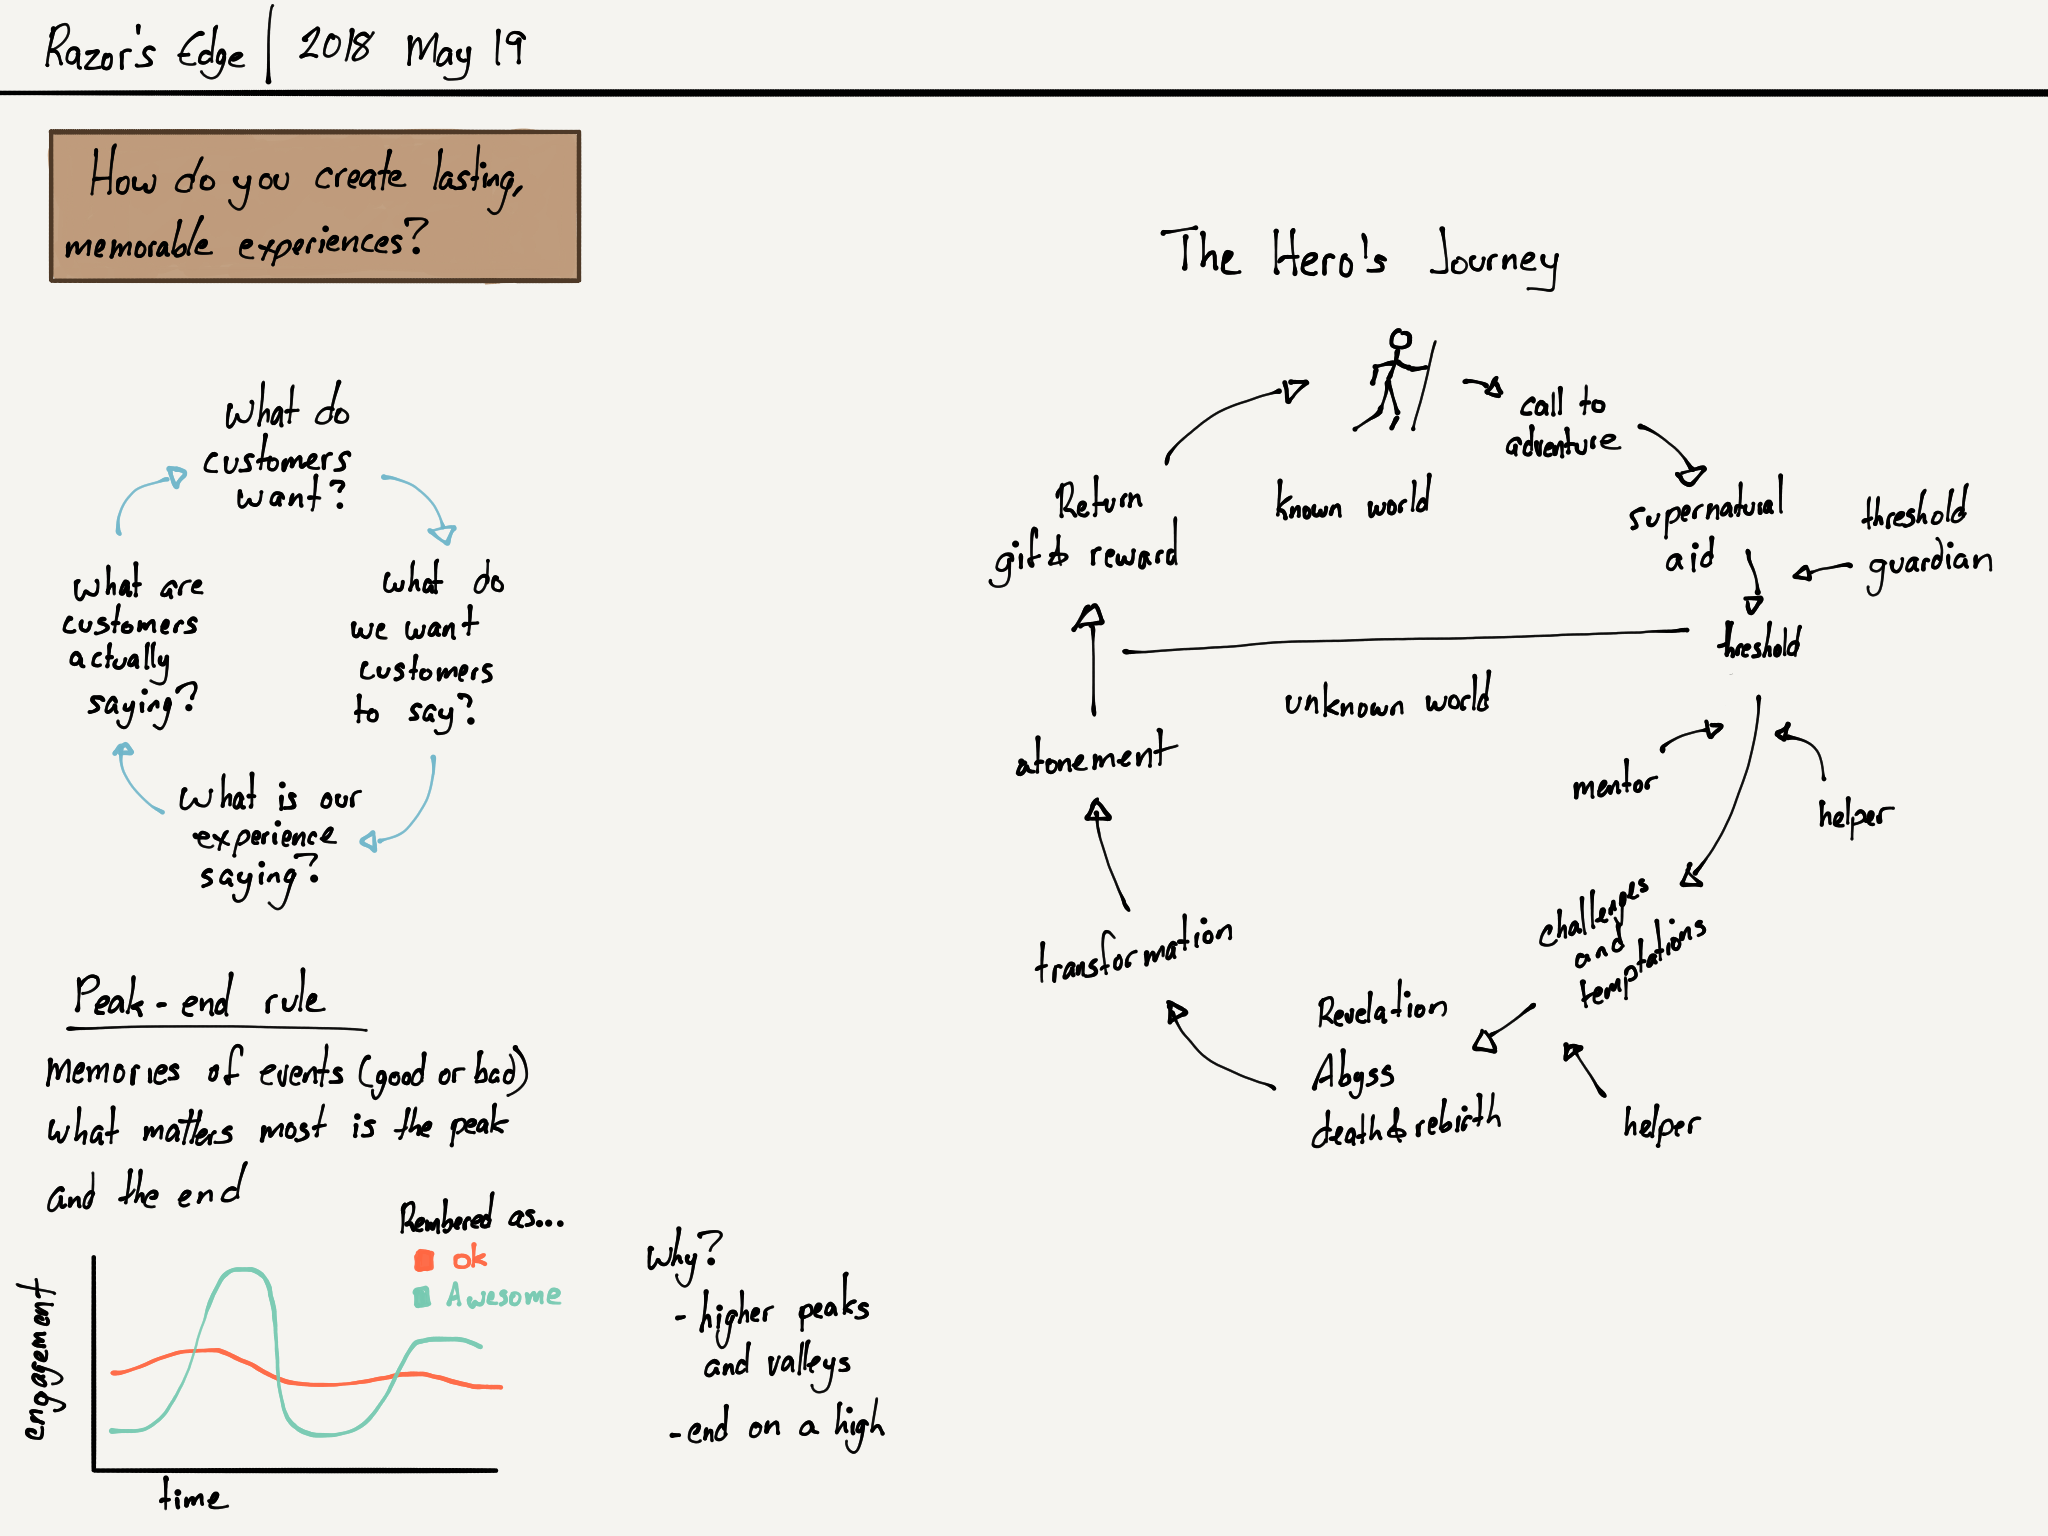 Razor's Edge | 2018 May 19
How do you create lasting,
memorable experiences?
What do
customers
want?
what do
we want
customers
to say?
What is our
experience
saying?
what are
customers
actually
saying?
Peak-end rule
memories of events (good or bad)
what matters most is the peak
and the end
Rembered as...
ok
Awesome
engagement
time
Why?
- higher peaks
and valleys
- end on a high
The Hero's Journey
known world
call to
adventure
supernatural
aid
threshold
guardian
threshold
unknown world
mentor
helper
challenges
and
temptations
helper
Revelation
Abyss
death & rebirth
transformation
atonement
Return
gift & reward